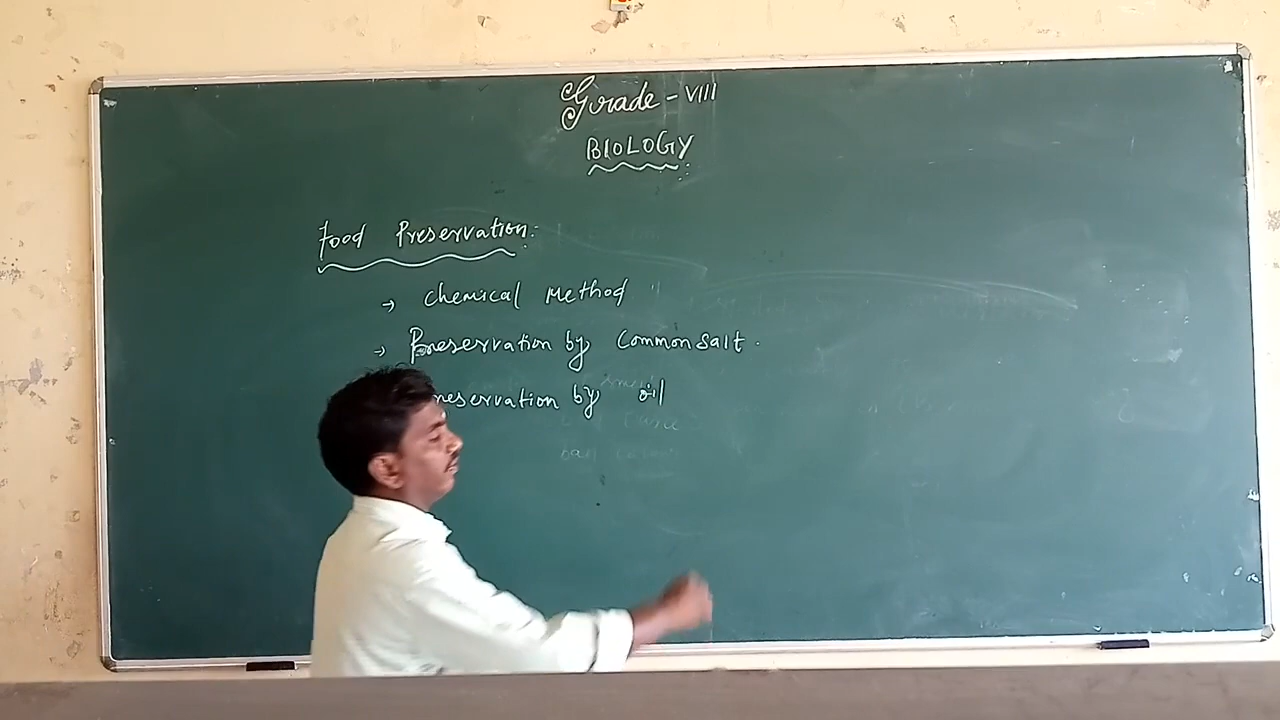 Grade - VIII
BIOLOGY
Food Preservation:
→ Chemical Method
→ Preservation by Common salt.
reservation by oil